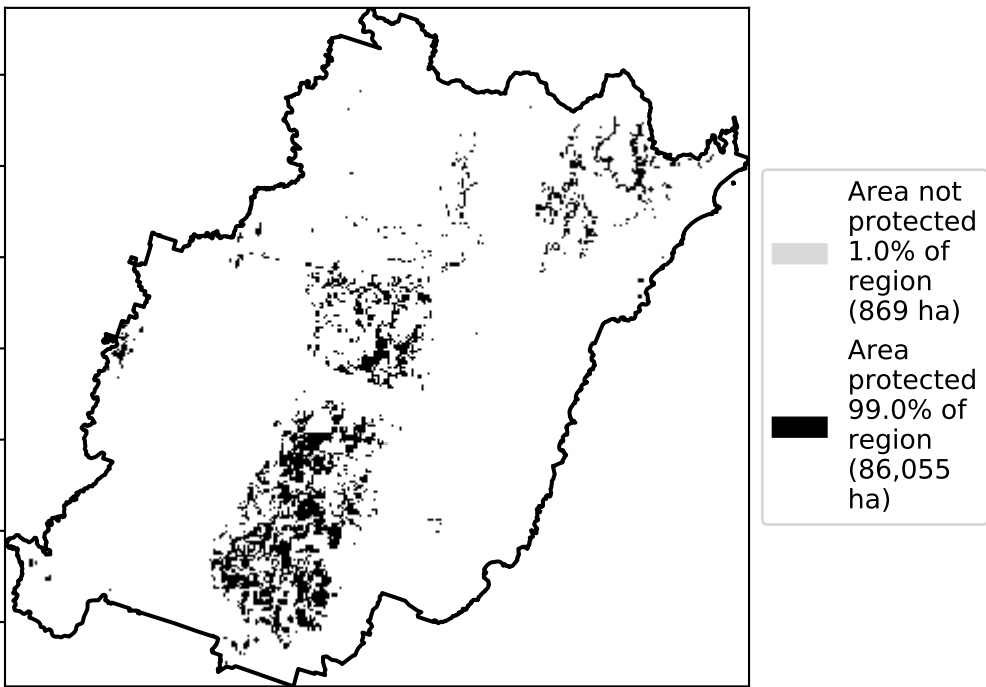 Area not
protected
1.0% of
region
(869 ha)
Area
protected
99.0% of
region
(86,055
ha)